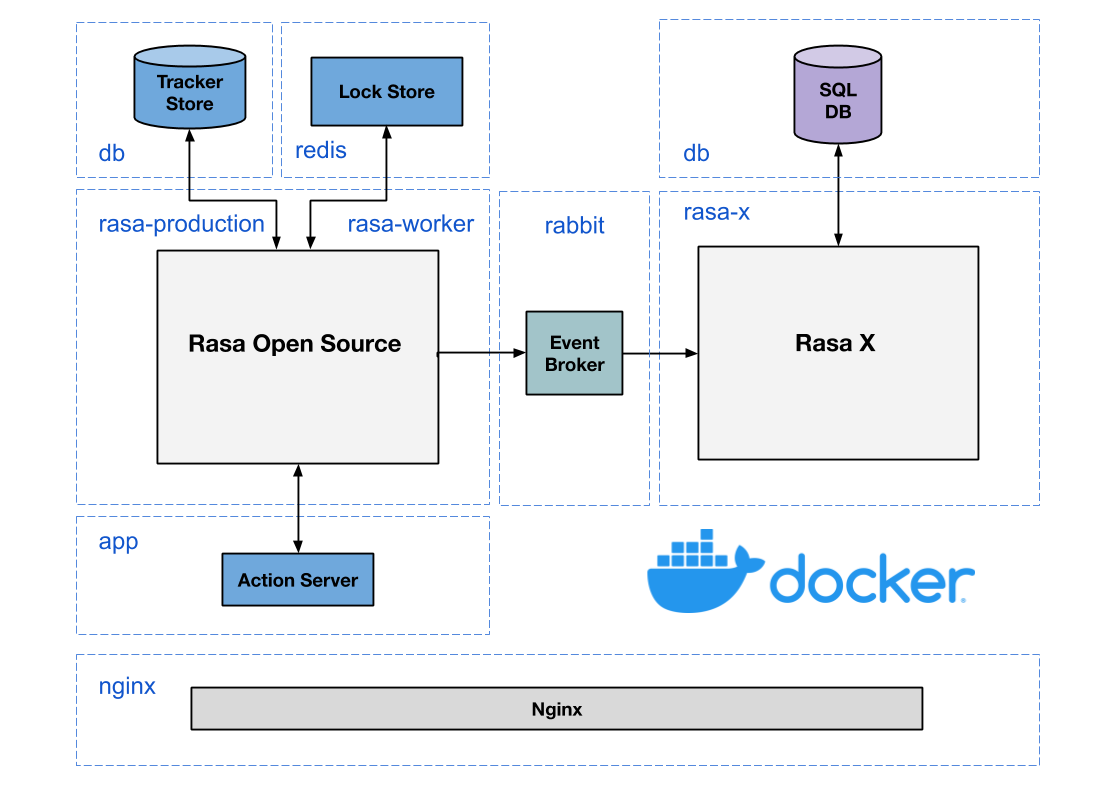 Tracker
Store
db
Lock Store
redis
SQL
DB
db
rasa-production
rasa-worker
Rasa Open Source
rabbit
Event
Broker
rasa-x
Rasa X
app
Action Server
docker
nginx
Nginx